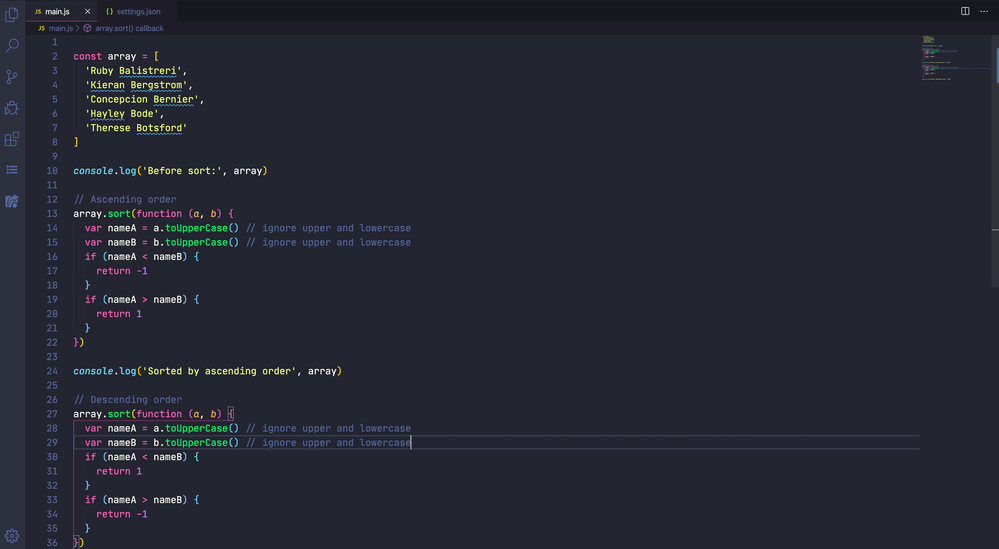 JS main.js × { } settings.json
JS main.js > array.sort() callback
1
2 const array = [
3 'Ruby Balistreri',
4 'Kieran Bergstrom',
5 'Concepcion Bernier',
6 'Hayley Bode',
7 'Therese Botsford'
8 ]
9
10 console.log('Before sort:', array)
11
12 // Ascending order
13 array.sort(function (a, b) {
14 var nameA = a.toUpperCase() // ignore upper and lowercase
15 var nameB = b.toUpperCase() // ignore upper and lowercase
16 if (nameA < nameB) {
17 return -1
18 }
19 if (nameA > nameB) {
20 return 1
21 }
22 })
23
24 console.log('Sorted by ascending order', array)
25
26 // Descending order
27 array.sort(function (a, b) {
28 var nameA = a.toUpperCase() // ignore upper and lowercase
29 var nameB = b.toUpperCase() // ignore upper and lowercase
30 if (nameA < nameB) {
31 return 1
32 }
33 if (nameA > nameB) {
34 return -1
35 }
36 })